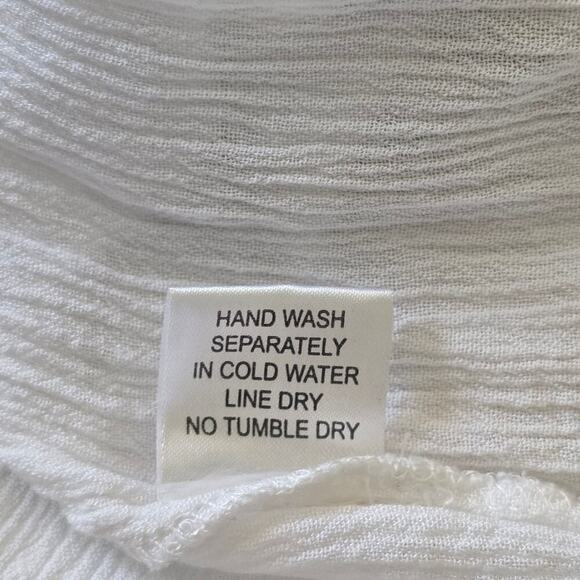 HAND WASH
SEPARATELY
IN COLD WATER
LINE DRY
NO TUMBLE DRY